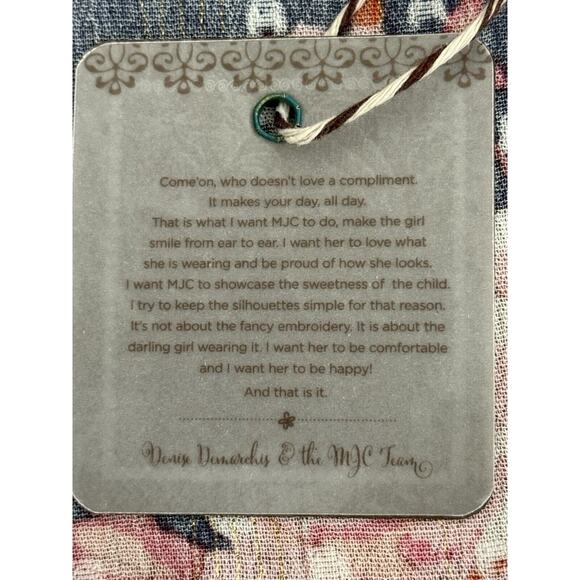 Come'on, who doesn't love a compliment.
It makes your day, all day.
That is what I want MJC to do, make the girl
smile from ear to ear. I want her to love what
she is wearing and be proud of how she looks.
I want MJC to showcase the sweetness of the child.
I try to keep the silhouettes simple for that reason.
It's not about the fancy embroidery. It is about the
darling girl wearing it. I want her to be comfortable
and I want her to be happy!
And that is it.
Denise Demarchis & the MJC Team